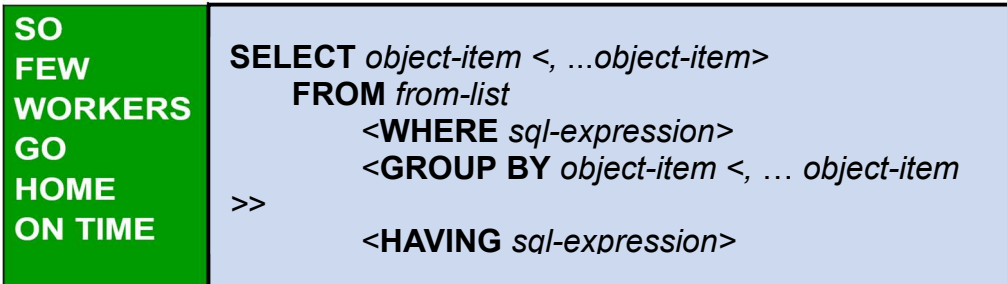 SO
FEW
WORKERS
GO
HOME
ON TIME
SELECT object-item <, ...object-item>
FROM from-list
<WHERE sql-expression>
<GROUP BY object-item <, … object-item
>>
<HAVING sql-expression>